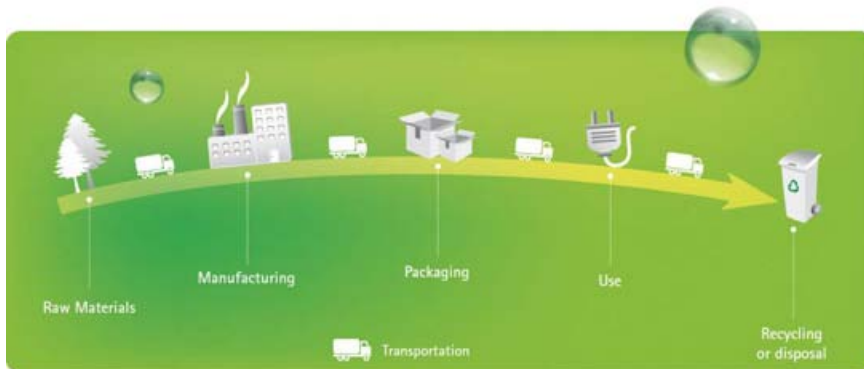 Raw Materials
Manufacturing
Packaging
Use
Recycling
or disposal
Transportation